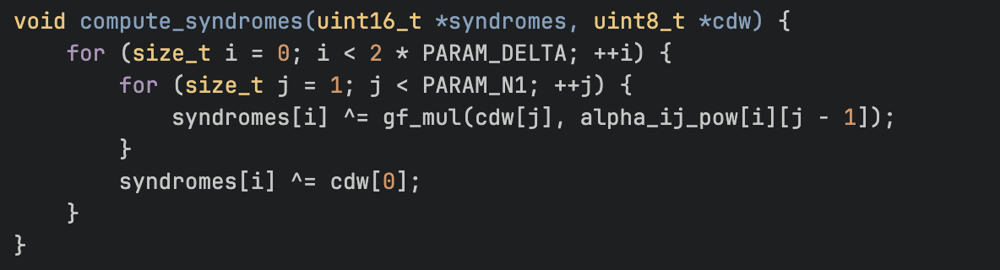 void compute_syndromes(uint16_t *syndromes, uint8_t *cdw) {
    for (size_t i = 0; i < 2 * PARAM_DELTA; ++i) {
        for (size_t j = 1; j < PARAM_N1; ++j) {
            syndromes[i] ^= gf_mul(cdw[j], alpha_ij_pow[i][j - 1]);
        }
        syndromes[i] ^= cdw[0];
    }
}